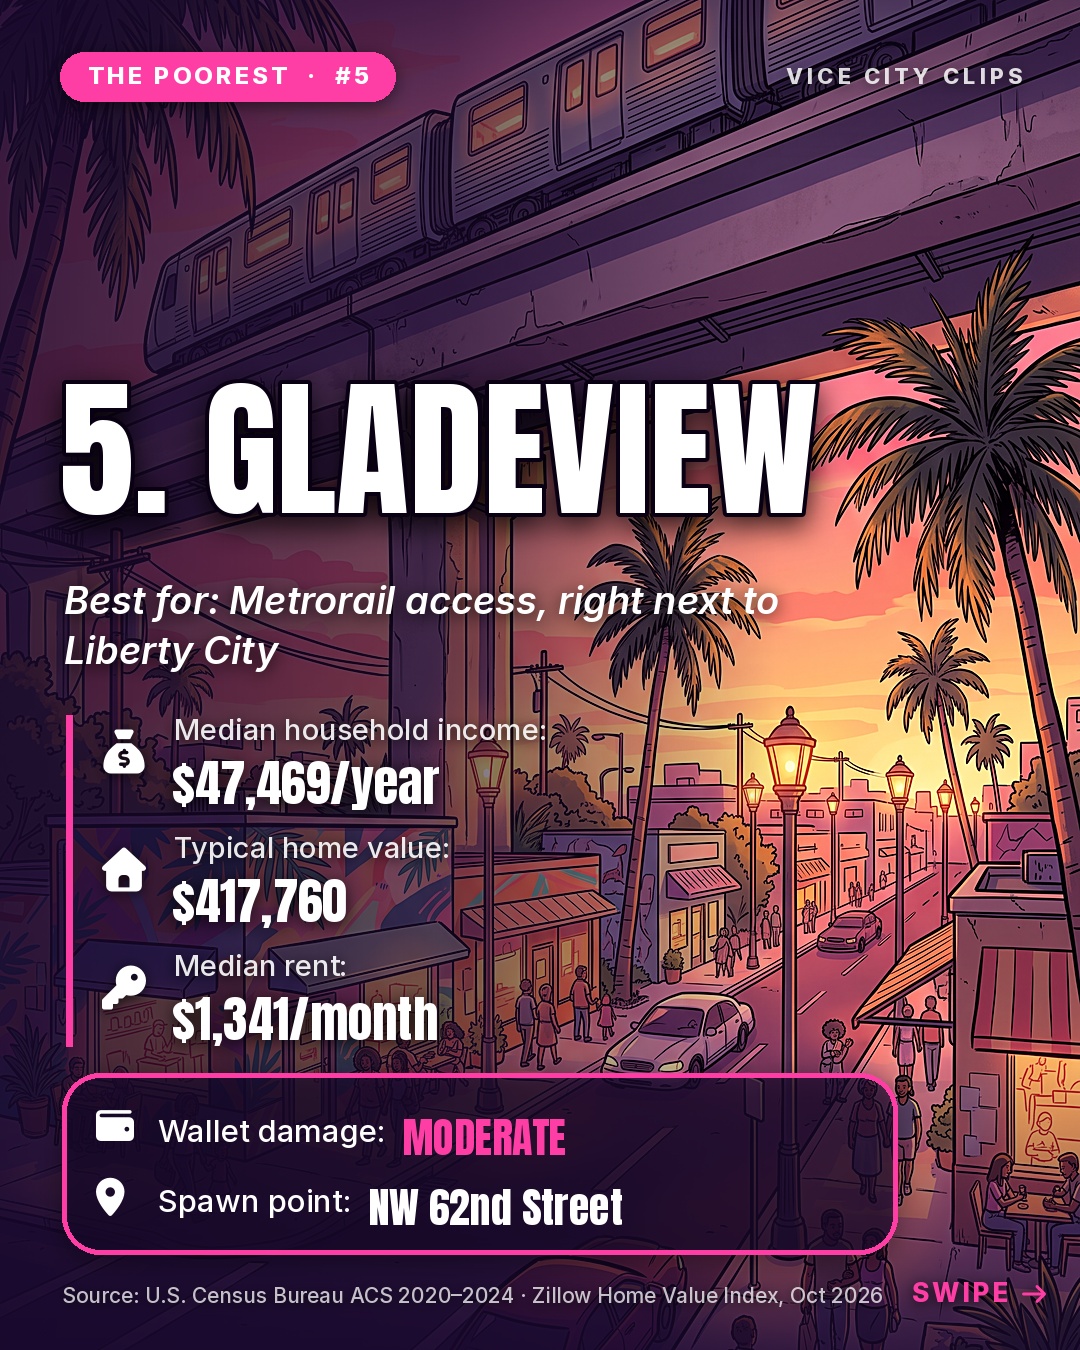 THE POOREST · #5
VICE CITY CLIPS
5. GLADEVIEW
Best for: Metrorail access, right next to
Liberty City
Median household income:
$47,469/year
Typical home value:
$417,760
Median rent:
$1,341/month
Wallet damage: MODERATE
Spawn point: NW 62nd Street
Source: U.S. Census Bureau ACS 2020–2024 · Zillow Home Value Index, Oct 2026
SWIPE →